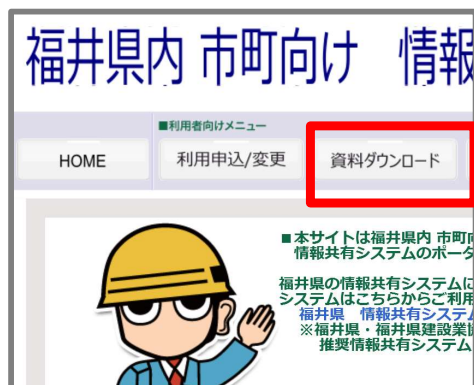 福井県内 市町向け 情報
■利用者向けメニュー
HOME
利用申込/変更
資料ダウンロード
■本サイトは福井県内 市町
情報共有システムのポータ
福井県の情報共有システムに
システムはこちらからご利用
福井県 情報共有システム
※福井県・福井県建設業
推奨情報共有システム